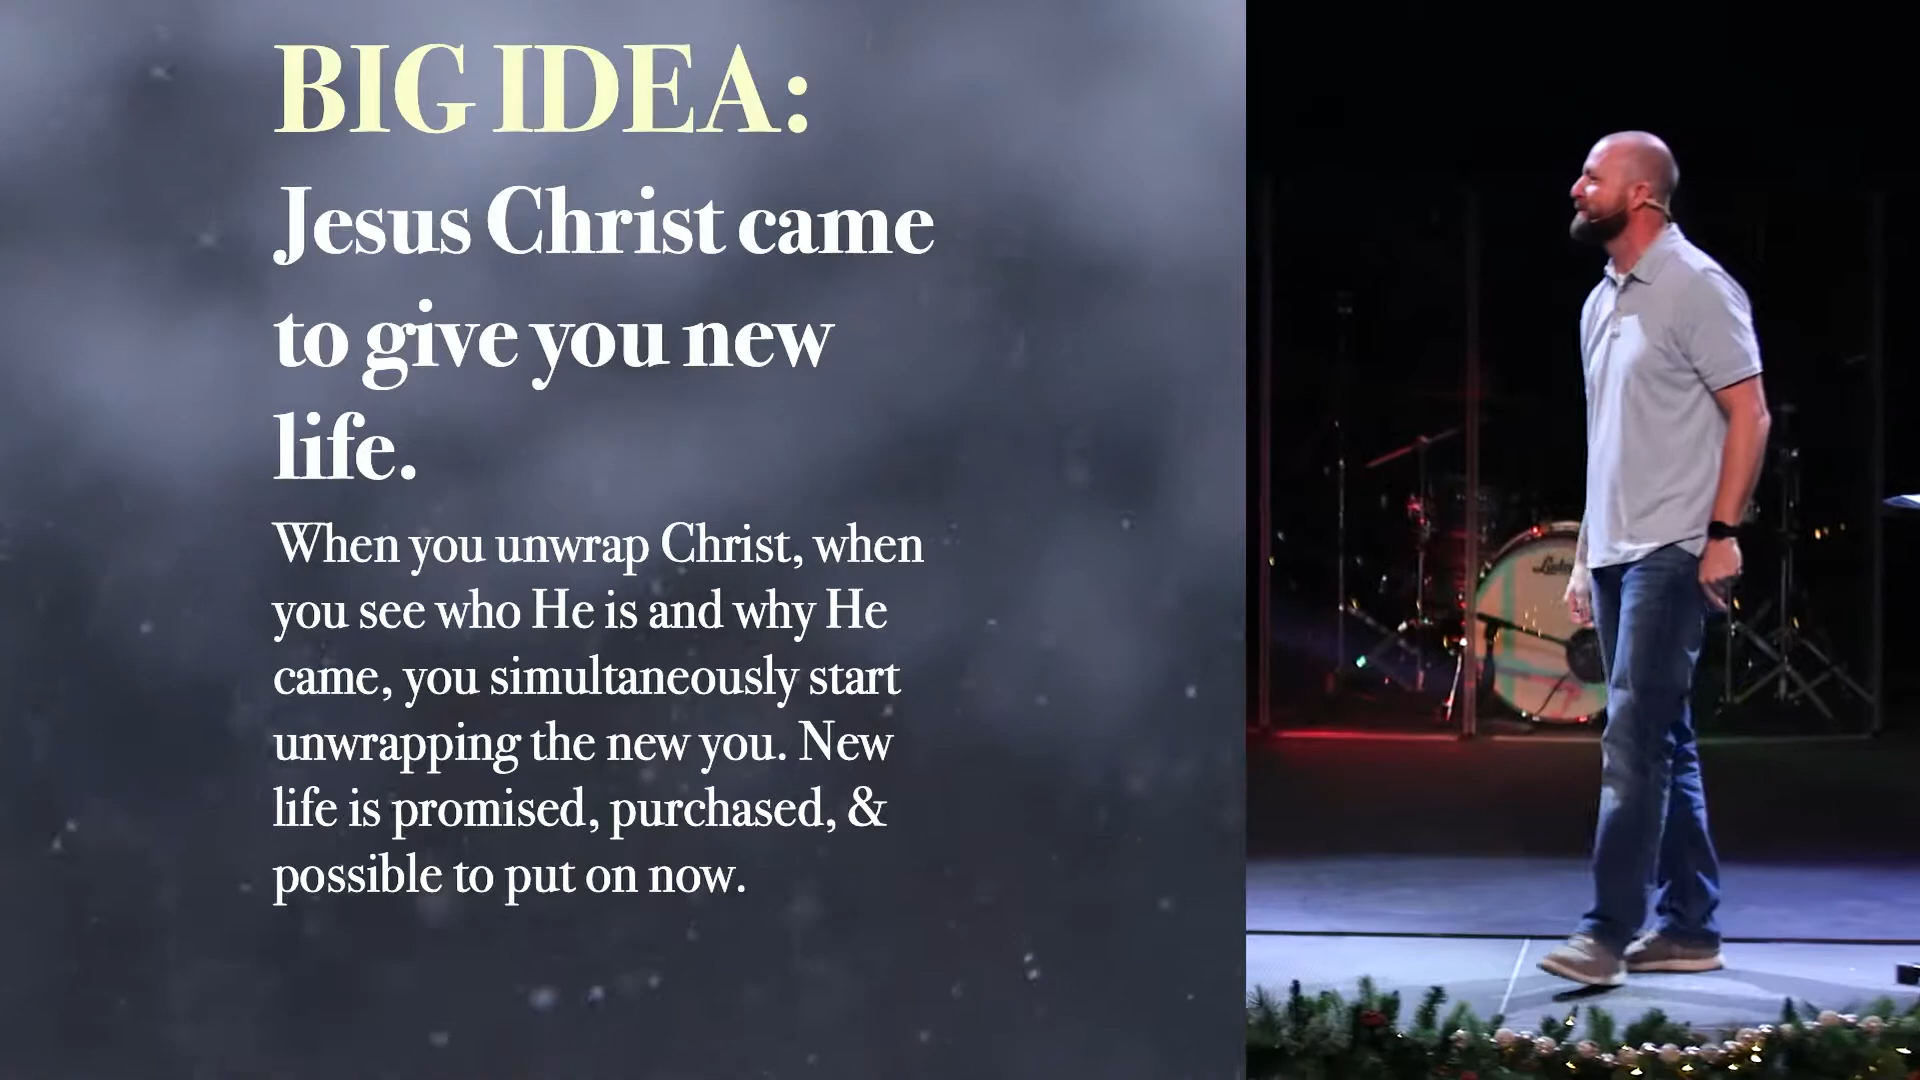 BIG IDEA:
Jesus Christ came
to give you new
life.
When you unwrap Christ, when
you see who He is and why He
came, you simultaneously start
unwrapping the new you. New
life is promised, purchased, &
possible to put on now.